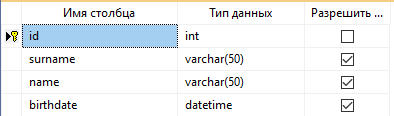 Имя столбца Тип данных Разрешить ...
id int
surname varchar(50)
name varchar(50)
birthdate datetime